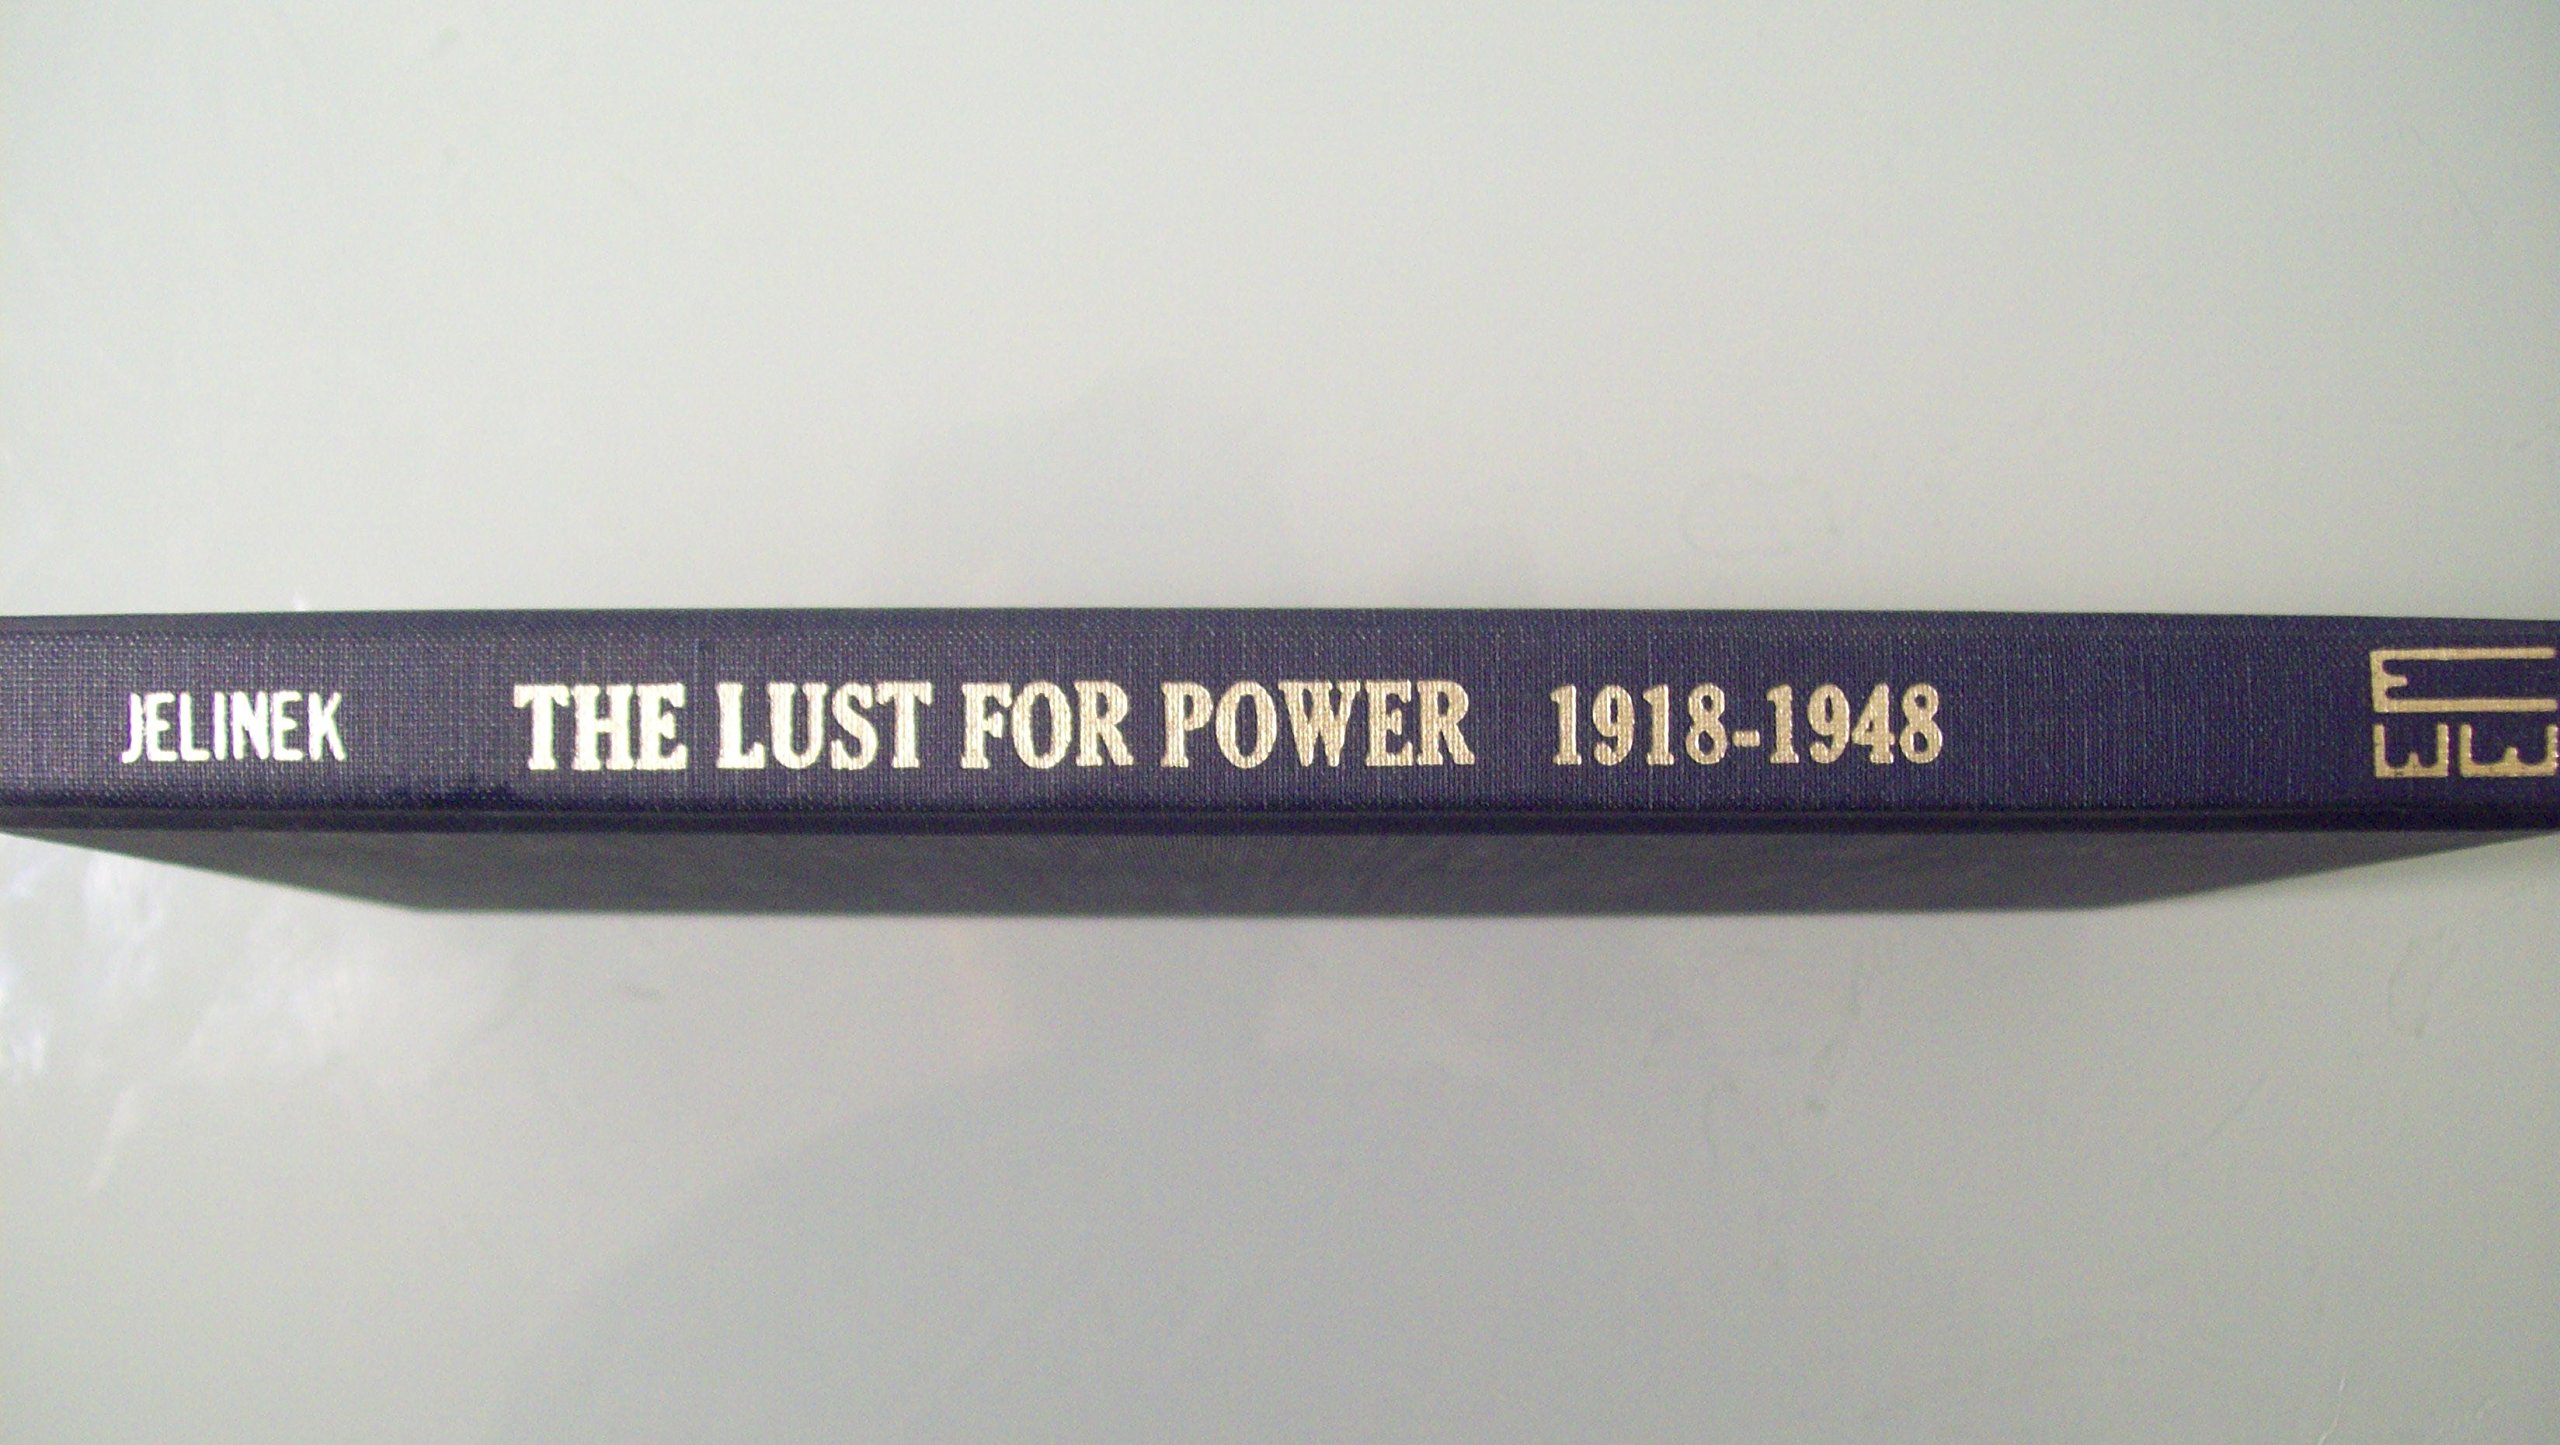 JELINEK THE LUST FOR POWER 1918-1948